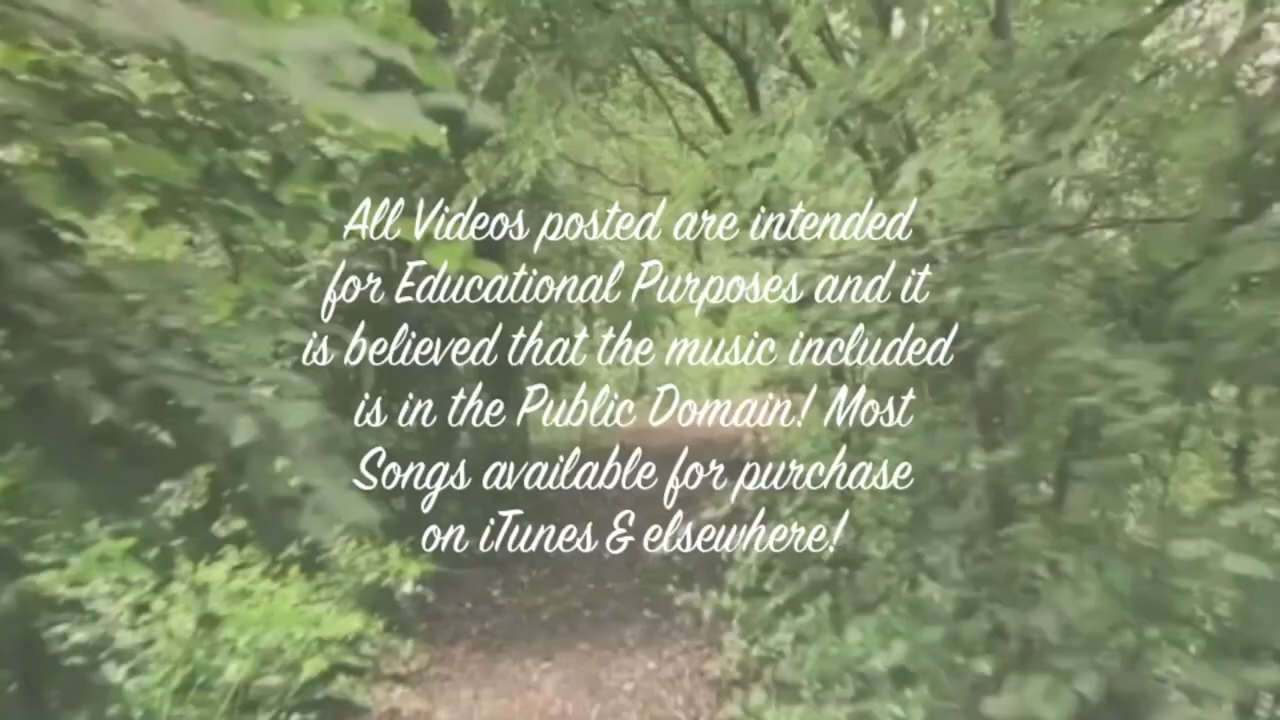 All Videos posted are intended
for Educational Purposes and it
is believed that the music included
is in the Public Domain! Most
Songs available for purchase
on iTunes & elsewhere!